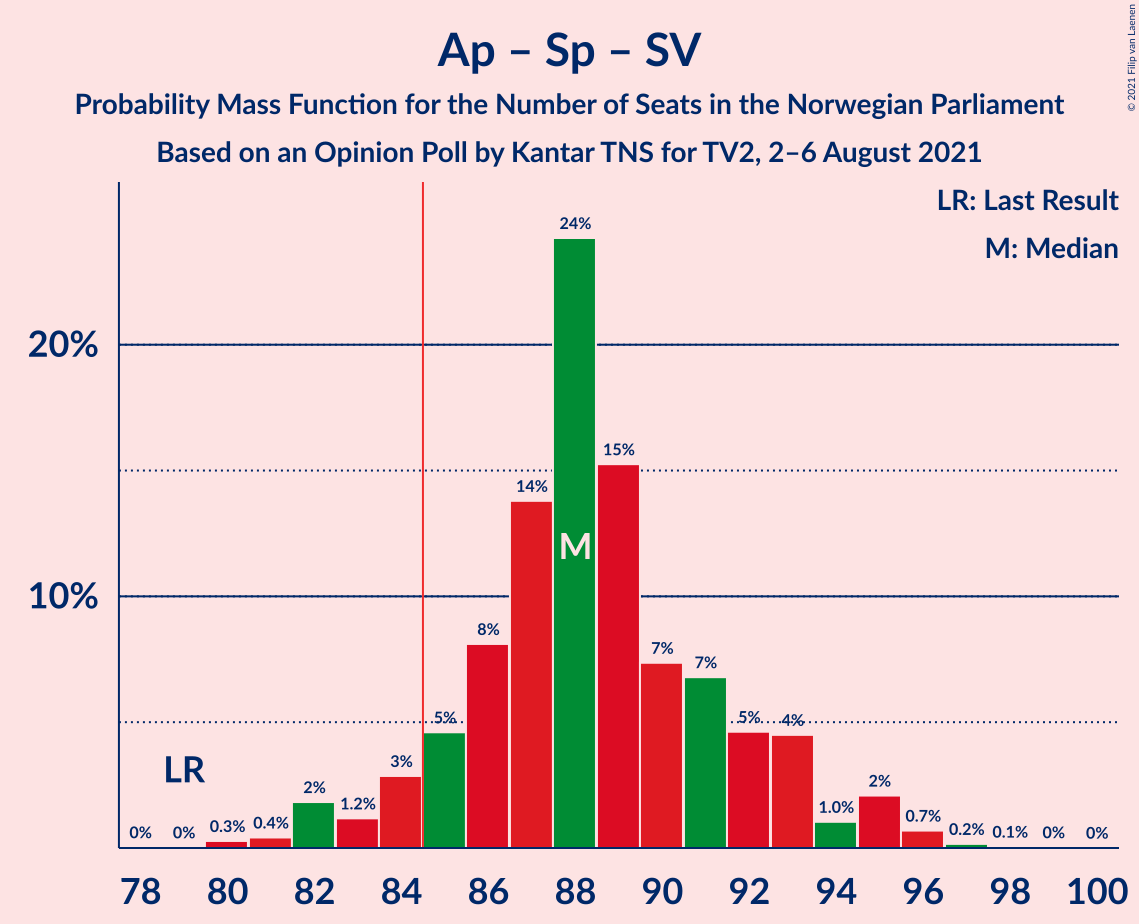 Ap – Sp – SV
Probability Mass Function for the Number of Seats in the Norwegian Parliament
Based on an Opinion Poll by Kantar TNS for TV2, 2–6 August 2021
© 2021 Filip van Laenen
LR: Last Result
M: Median
20%
10%
LR
M
0% 0% 0.3% 0.4% 2% 1.2% 3% 5% 8% 14% 24% 15% 7% 7% 5% 4% 1.0% 2% 0.7% 0.2% 0.1% 0% 0%
78 80 82 84 86 88 90 92 94 96 98 100